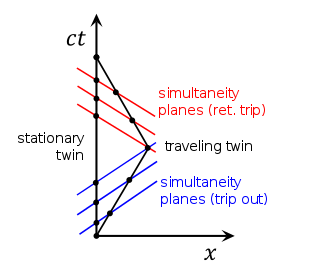 ct
simultaneity
planes (ret. trip)
stationary
twin
traveling twin
simultaneity
planes (trip out)
x